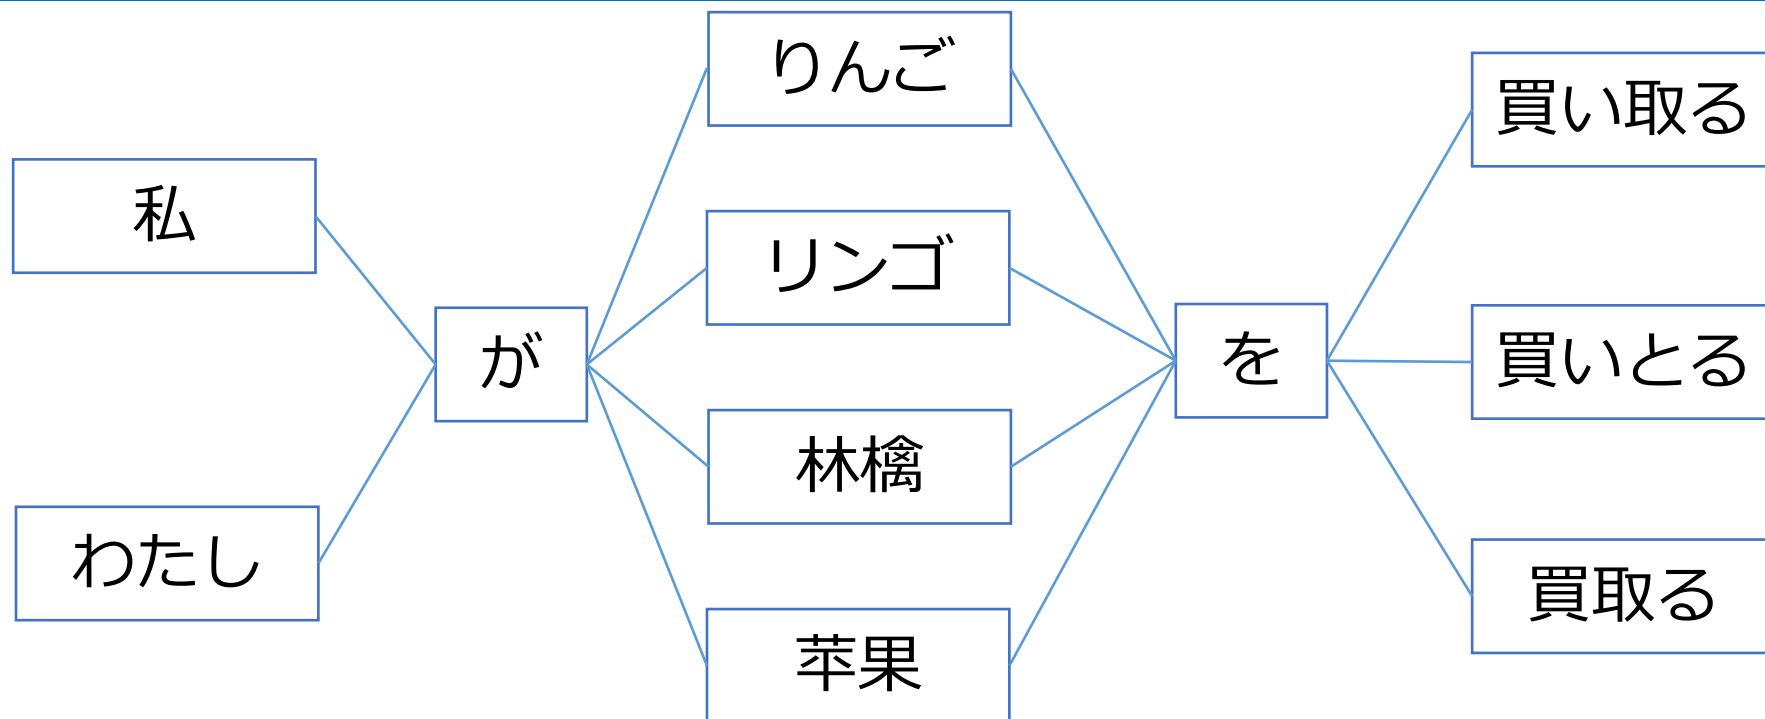 私
わたし
が
りんご
リンゴ
林檎
苹果
を
買い取る
買いとる
買取る